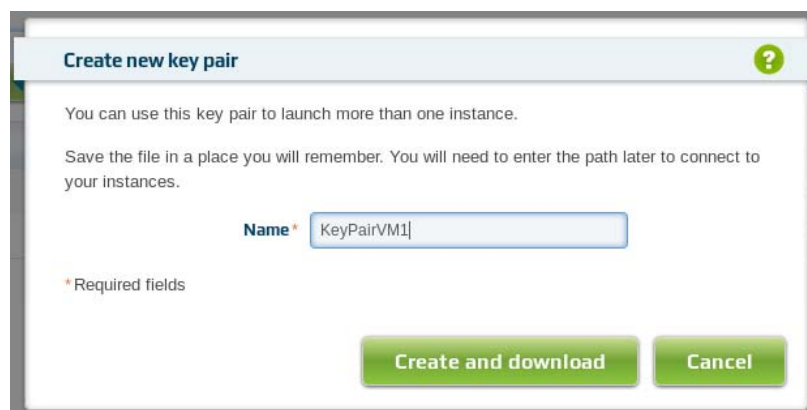 Create new key pair
?
You can use this key pair to launch more than one instance.
Save the file in a place you will remember. You will need to enter the path later to connect to
your instances.
Name* KeyPairVM1
*Required fields
Create and download Cancel